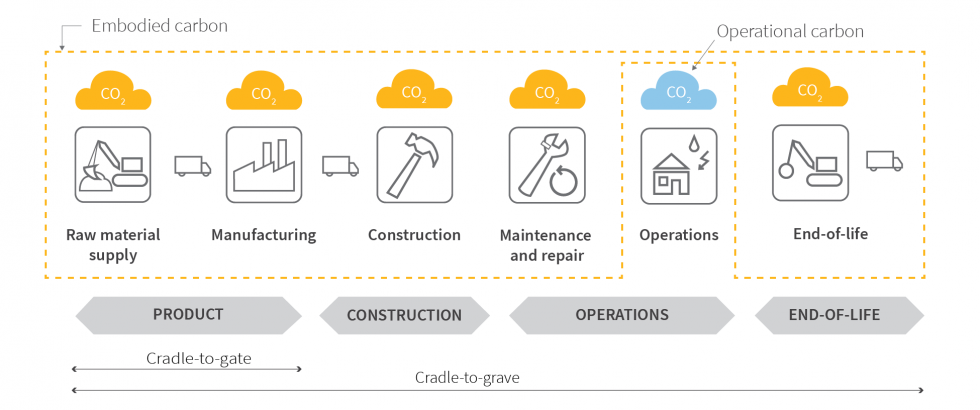 Embodied carbon
Operational carbon
CO2 CO2 CO2 CO2 CO2 CO2
Raw material
supply
Manufacturing
Construction
Maintenance
and repair
Operations
End-of-life
PRODUCT
CONSTRUCTION
OPERATIONS
END-OF-LIFE
Cradle-to-gate
Cradle-to-grave